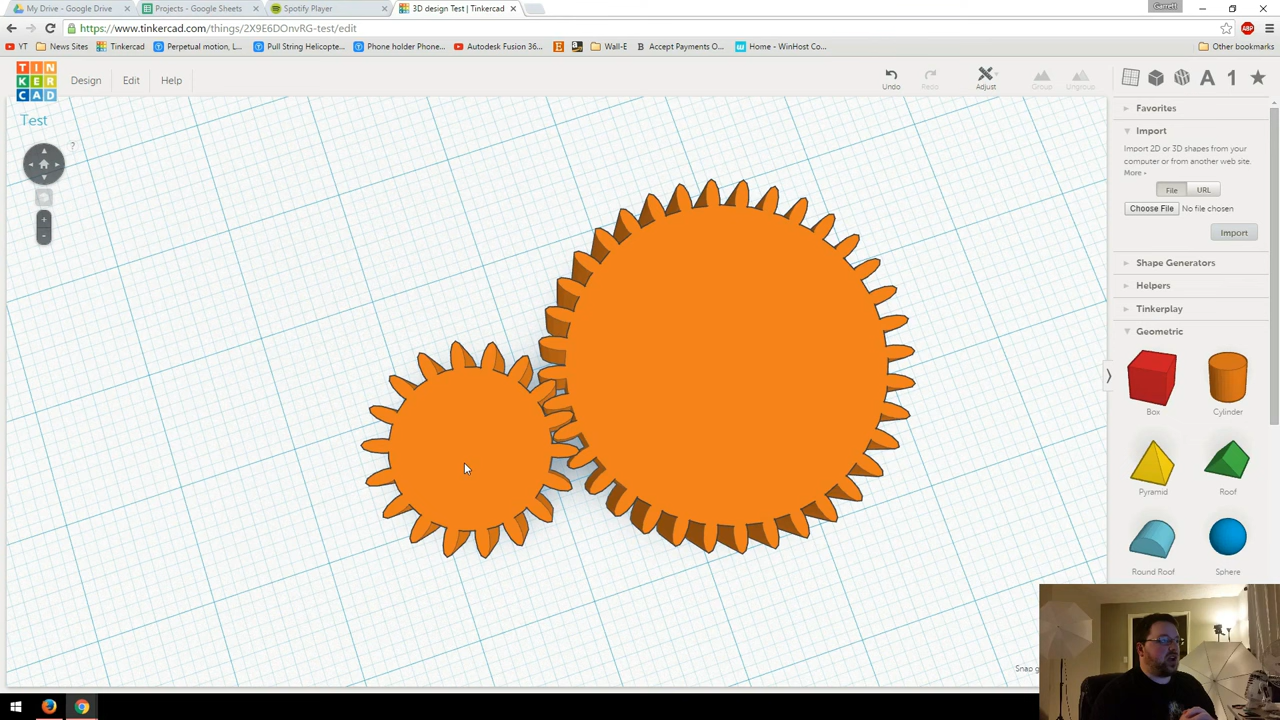 My Drive - Google Drive
Projects - Google Sheets
Spotify Player
3D design Test | Tinkercad
Garrett
https://www.tinkercad.com/things/2X9E6DOnvRG-test/edit
ABP
YT
News Sites
Tinkercad
Perpetual motion, L...
Pull String Helicopte...
Phone holder Phone...
Autodesk Fusion 36...
Wall-E
Accept Payments O...
Home - WinHost Co...
Other bookmarks
TIN
KER
CAD
Design
Edit
Help
Undo
Redo
Adjust
Group
Ungroup
Test
?
Favorites
Import
Import 2D or 3D shapes from your
computer or from another web site.
More
File
URL
Choose File
No file chosen
Import
Shape Generators
Helpers
Tinkerplay
Geometric
Box
Cylinder
Pyramid
Roof
Round Roof
Sphere
Snap g